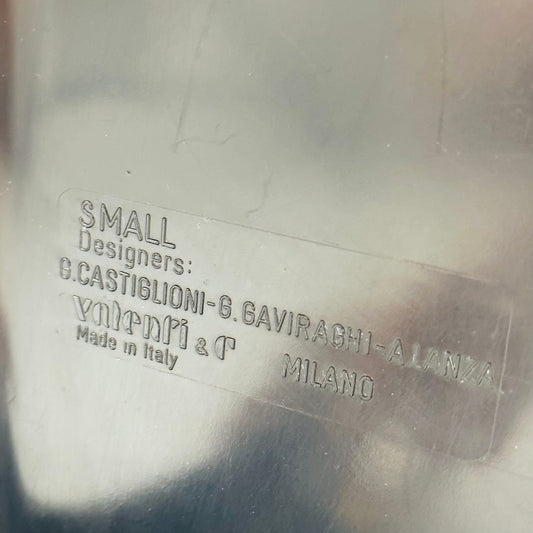 SMALL
Designers:
G.CASTIGLIONI-G.GAVIRAGHI-A.LANZA
valenti & C MILANO
Made in Italy